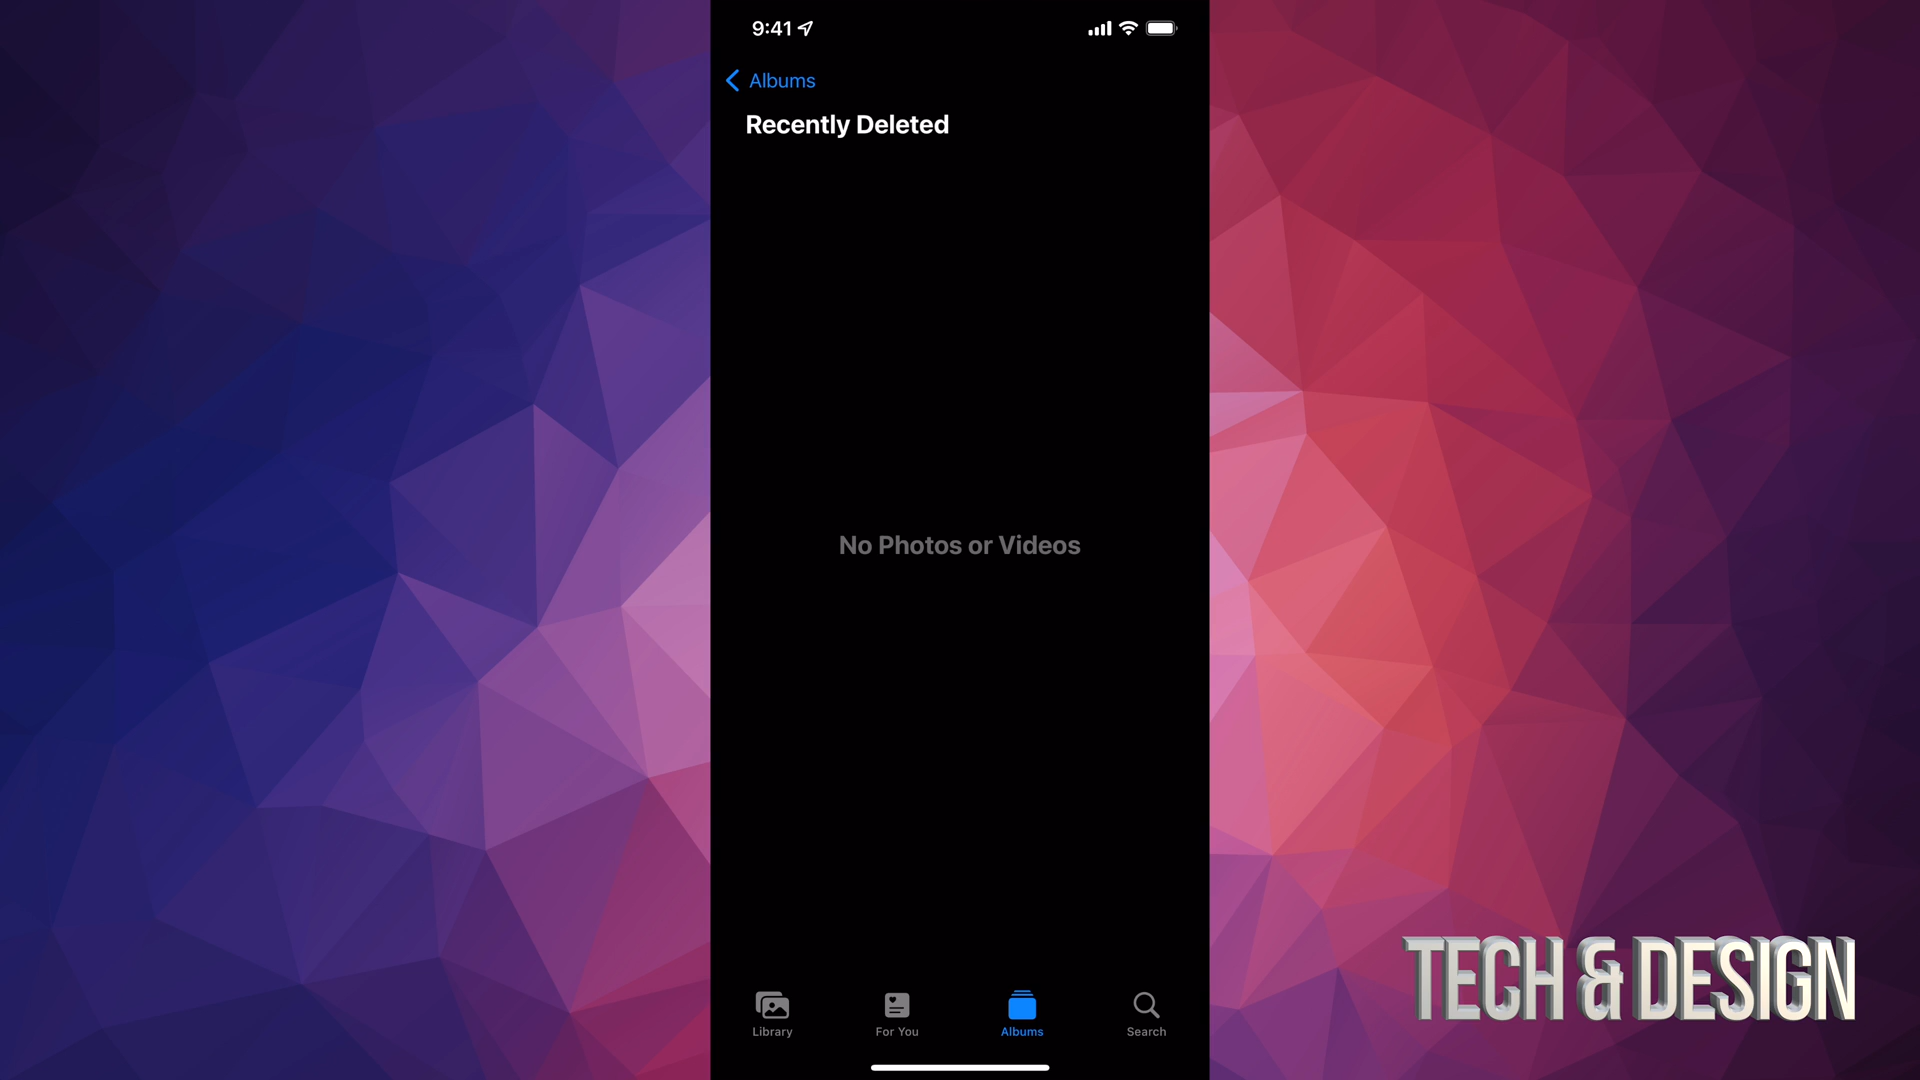 9:41
Albums
Recently Deleted
No Photos or Videos
Library
For You
Albums
Search
TECH & DESIGN